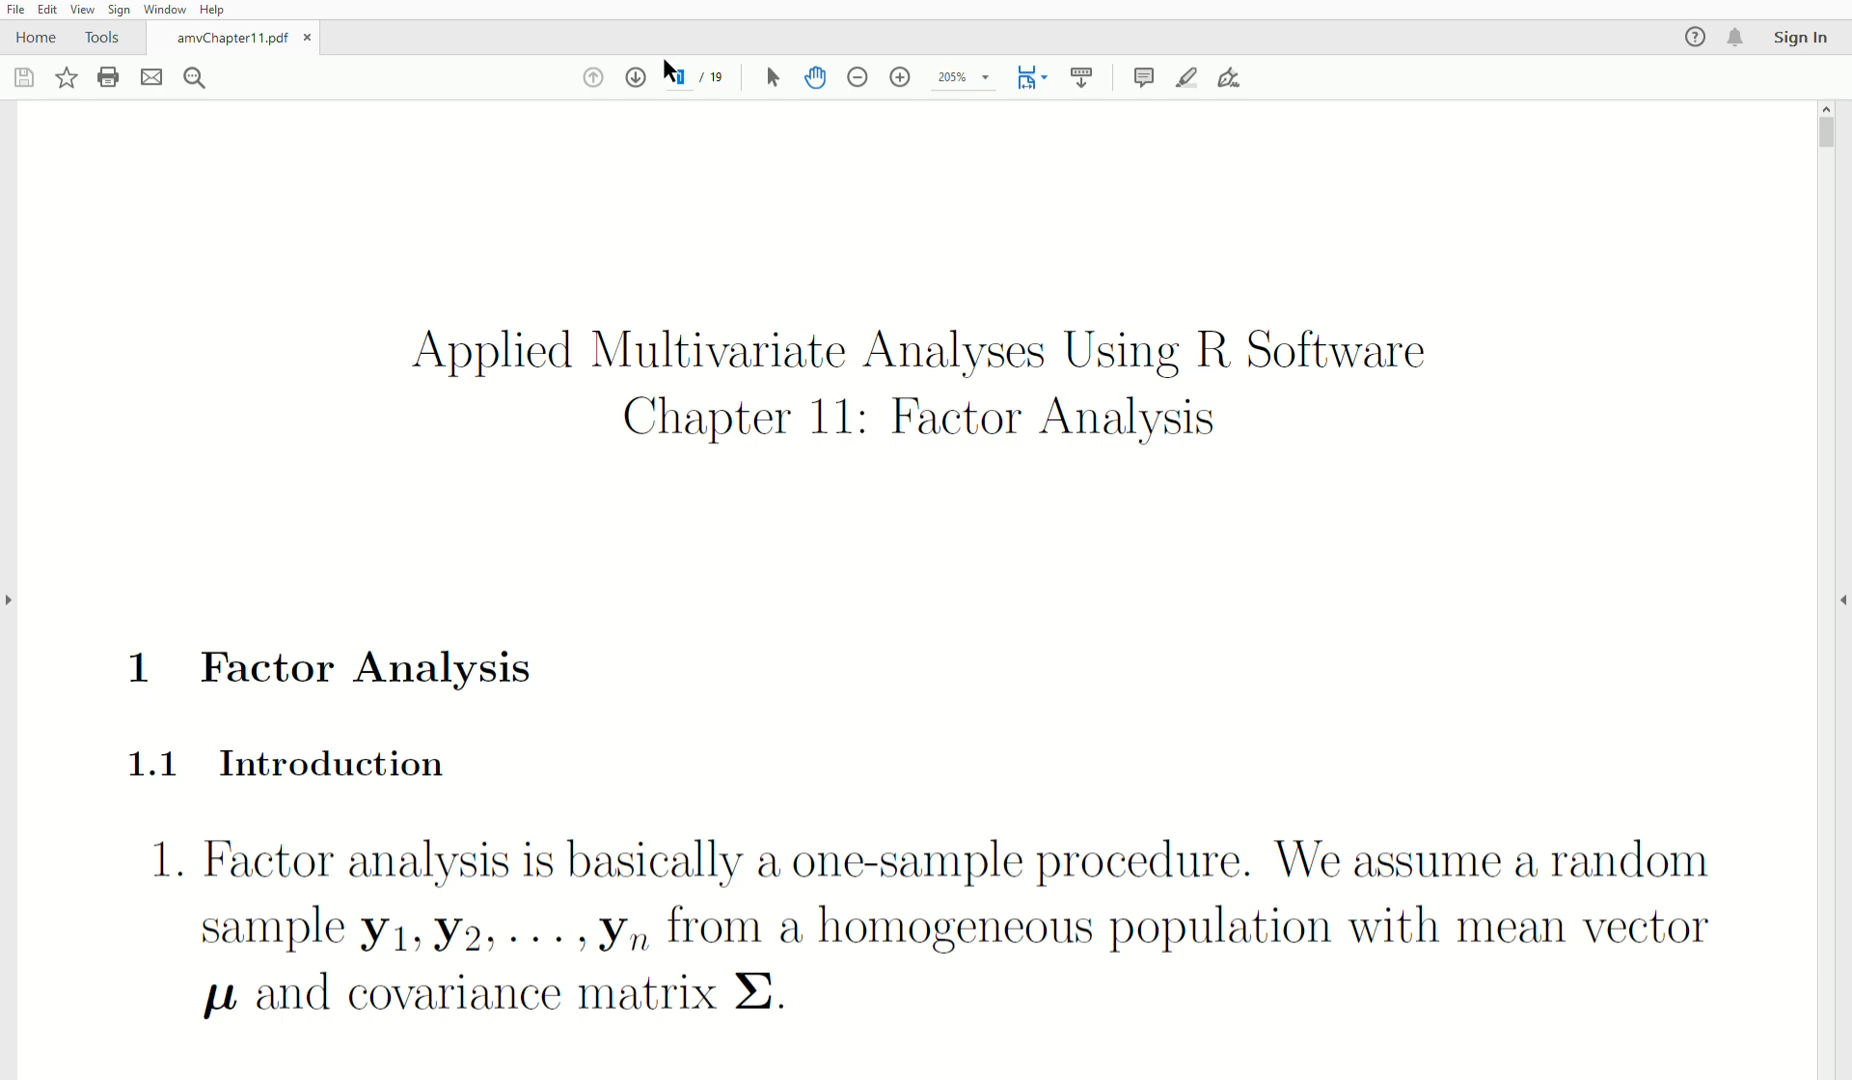 File Edit View Sign Window Help
Home Tools amvChapter11.pdf × Sign In
1 / 19 205%
Applied Multivariate Analyses Using R Software
Chapter 11: Factor Analysis
1 Factor Analysis
1.1 Introduction
1. Factor analysis is basically a one-sample procedure. We assume a random
sample y₁, y₂, . . . , yₙ from a homogeneous population with mean vector
μ and covariance matrix Σ.